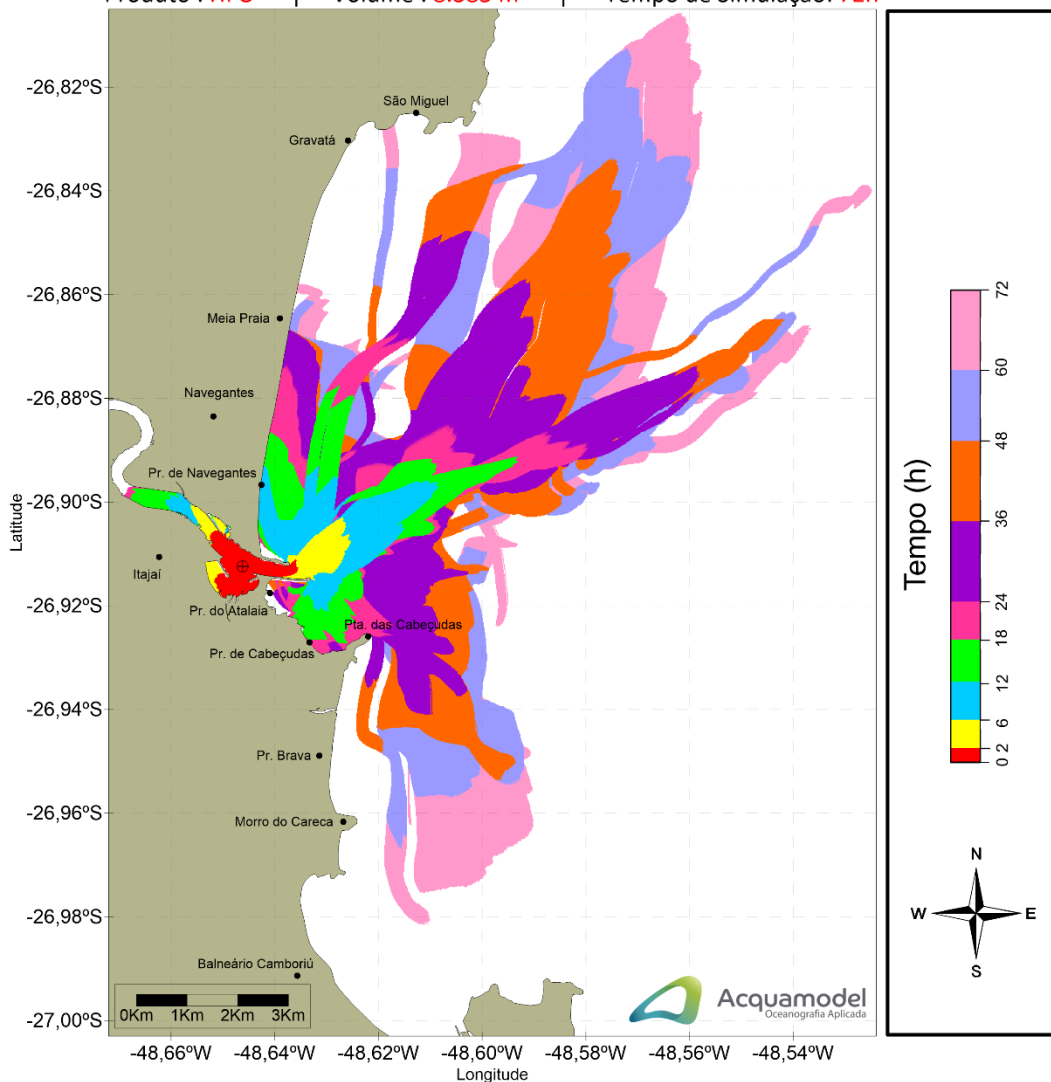 -26,82ºS
São Miguel
Gravatá
-26,84ºS
-26,86ºS
Meia Praia
-26,88ºS
Navegantes
Pr. de Navegantes
-26,90ºS
Latitude
Itajaí
-26,92ºS
Pr. do Atalaia
Pta. das Cabeçudas
Pr. de Cabeçudas
-26,94ºS
Pr. Brava
-26,96ºS
Morro do Careca
-26,98ºS
Balneário Camboriú
-27,00ºS
0Km 1Km 2Km 3Km
Acquamodel
Oceanografia Aplicada
-48,66ºW -48,64ºW -48,62ºW -48,60ºW -48,58ºW -48,56ºW -48,54ºW
Longitude
Tempo (h)
72
60
48
36
24
18
12
6
2
0
N
W E
S